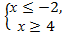 {x ≤ −2,
x ≥ 4